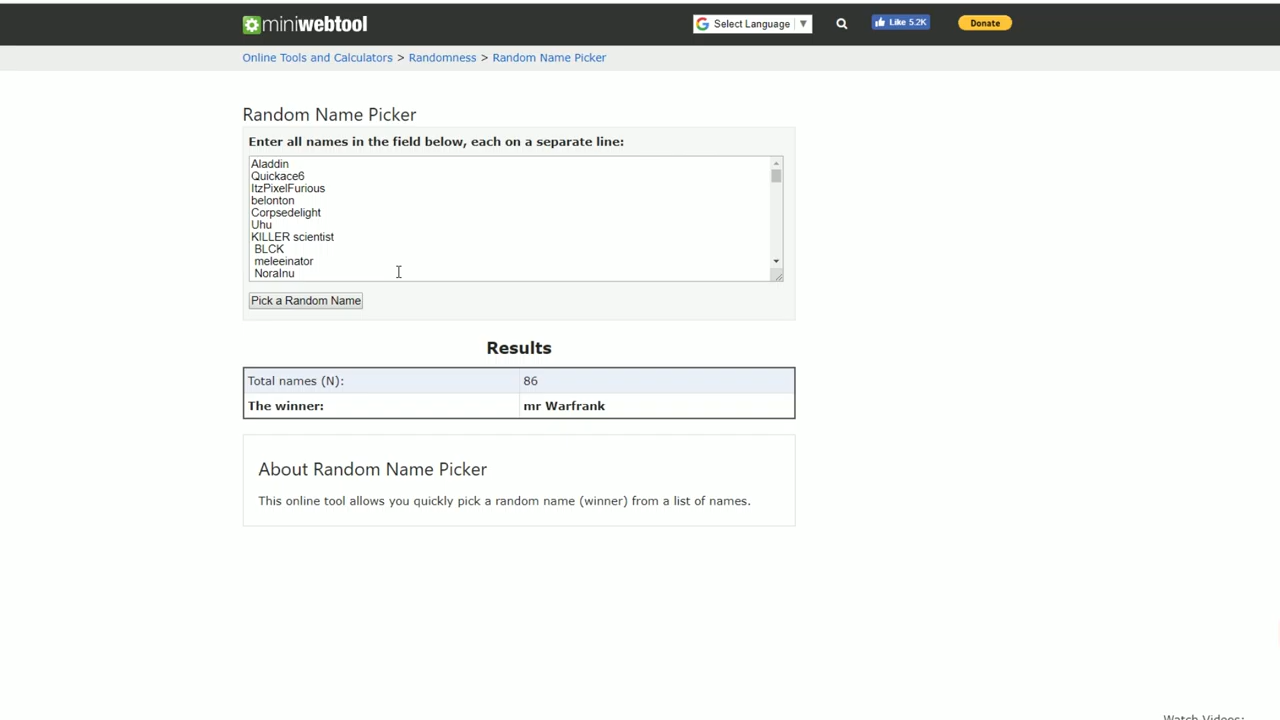 miniwebtool
Select Language ▼
Like 5.2K
Donate
Online Tools and Calculators > Randomness > Random Name Picker
Random Name Picker
Enter all names in the field below, each on a separate line:
Aladdin
Quickace6
ItzPixelFurious
belonton
Corpsedelight
Uhu
KILLER scientist
BLCK
meleeinator
NoraInu
Pick a Random Name
Results
Total names (N): 86
The winner: mr Warfrank
About Random Name Picker
This online tool allows you quickly pick a random name (winner) from a list of names.
Watch Videos: